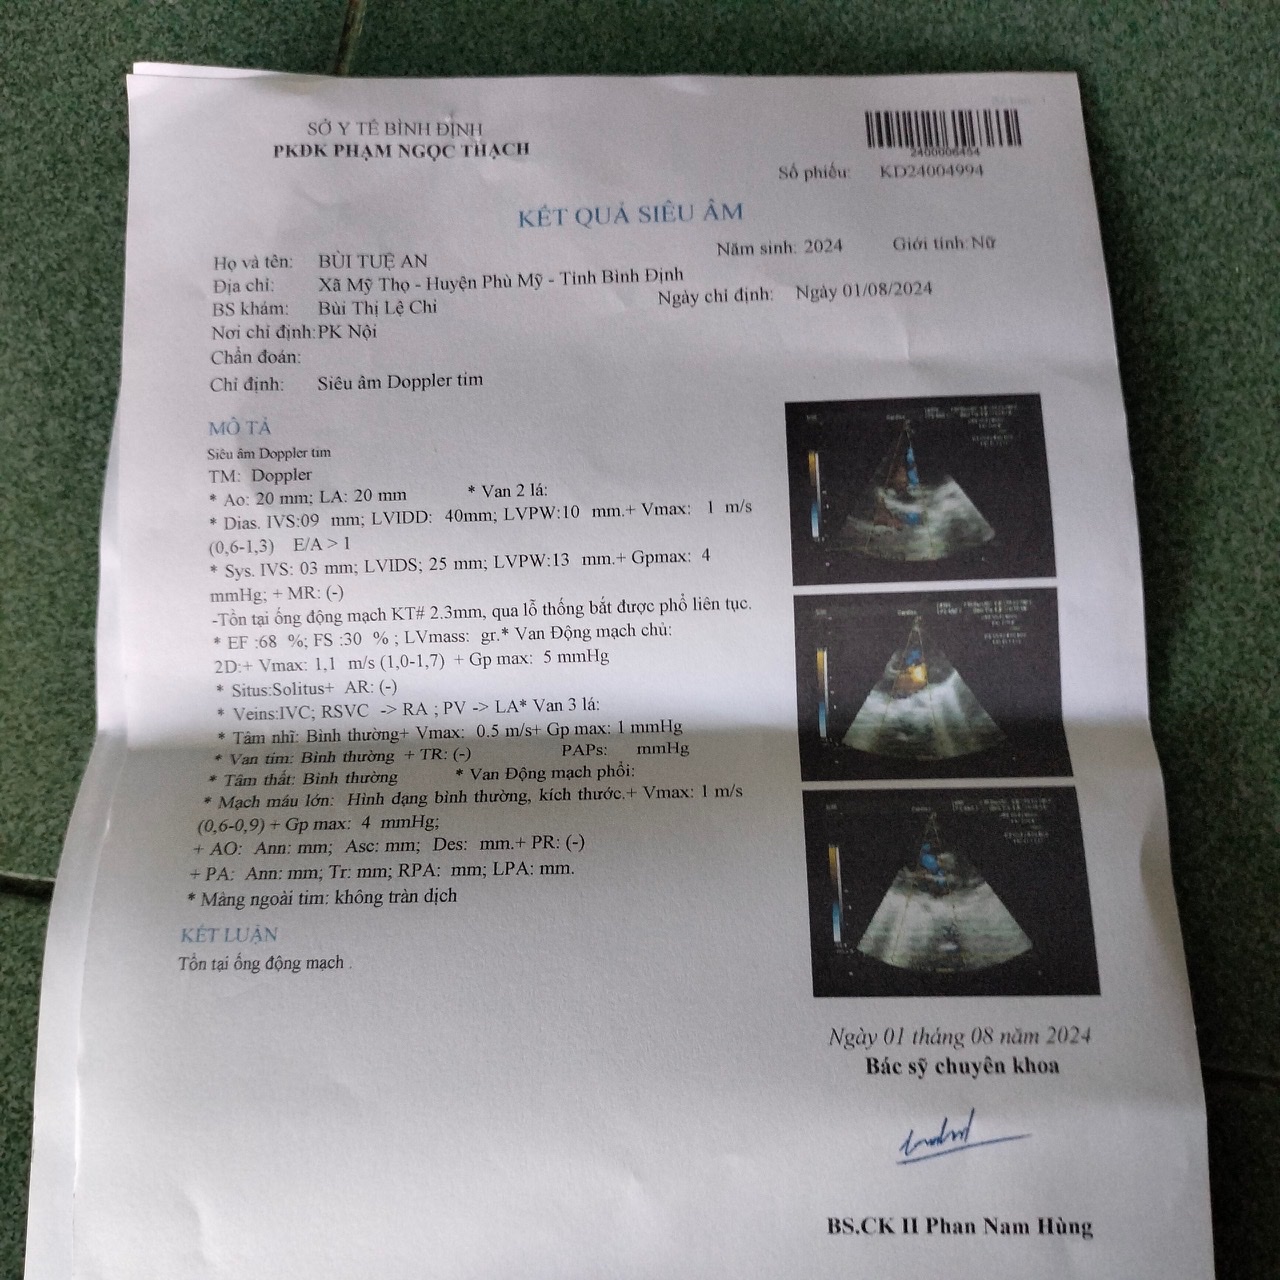 SỞ Y TẾ BÌNH ĐỊNH
PKĐK PHẠM NGỌC THẠCH
2400006454
Số phiếu: KD24004994
KẾT QUẢ SIÊU ÂM
Họ và tên: BÙI TUỆ AN Năm sinh: 2024 Giới tính: Nữ
Địa chỉ: Xã Mỹ Thọ - Huyện Phù Mỹ - Tỉnh Bình Định
BS khám: Bùi Thị Lệ Chi Ngày chỉ định: Ngày 01/08/2024
Nơi chỉ định: PK Nội
Chẩn đoán:
Chỉ định: Siêu âm Doppler tim
MÔ TẢ
Siêu âm Doppler tim
TM: Doppler
* Ao: 20 mm; LA: 20 mm * Van 2 lá:
* Dias. IVS:09 mm; LVIDD: 40mm; LVPW:10 mm.+ Vmax: 1 m/s
(0,6-1,3) E/A > 1
* Sys. IVS: 03 mm; LVIDS; 25 mm; LVPW:13 mm.+ Gpmax: 4
mmHg; + MR: (-)
-Tồn tại ống động mạch KT# 2.3mm, qua lỗ thống bắt được phổ liên tục.
* EF :68 %; FS :30 % ; LVmass: gr.* Van Động mạch chủ:
2D:+ Vmax: 1,1 m/s (1,0-1,7) + Gp max: 5 mmHg
* Situs:Solitus+ AR: (-)
* Veins:IVC; RSVC -> RA ; PV -> LA* Van 3 lá:
* Tâm nhĩ: Bình thường+ Vmax: 0.5 m/s+ Gp max: 1 mmHg
* Van tim: Bình thường + TR: (-) PAPs: mmHg
* Tâm thất: Bình thường * Van Động mạch phổi:
* Mạch máu lớn: Hình dạng bình thường, kích thước.+ Vmax: 1 m/s
(0,6-0,9) + Gp max: 4 mmHg;
+ AO: Ann: mm; Asc: mm; Des: mm.+ PR: (-)
+ PA: Ann: mm; Tr: mm; RPA: mm; LPA: mm.
* Màng ngoài tim: không tràn dịch
KẾT LUẬN
Tồn tại ống động mạch .
Ngày 01 tháng 08 năm 2024
Bác sỹ chuyên khoa
BS.CK II Phan Nam Hùng